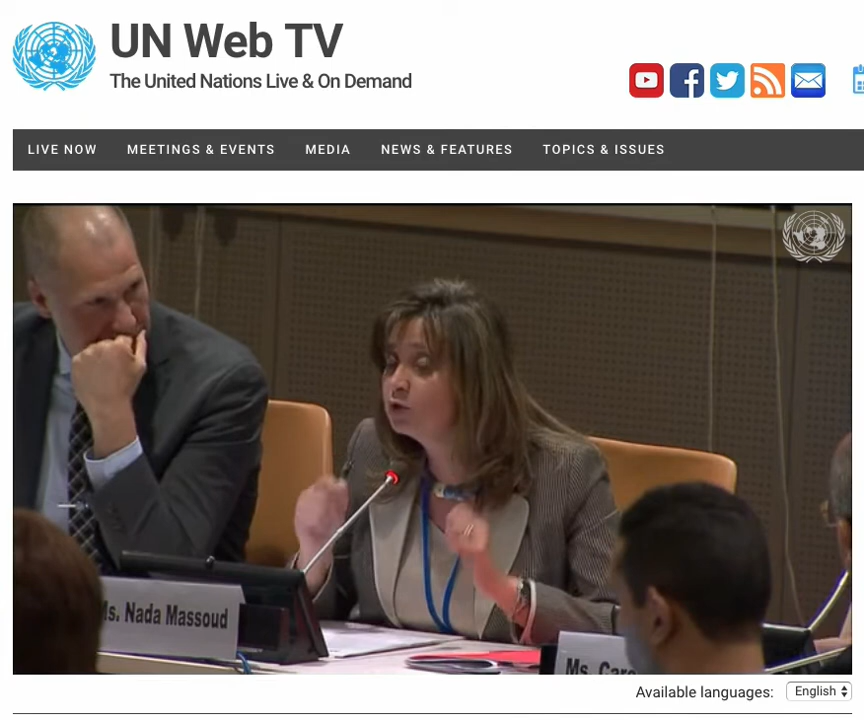 UN Web TV
The United Nations Live & On Demand
LIVE NOW MEETINGS & EVENTS MEDIA NEWS & FEATURES TOPICS & ISSUES
Ms. Nada Massoud
Ms.
Available languages: English